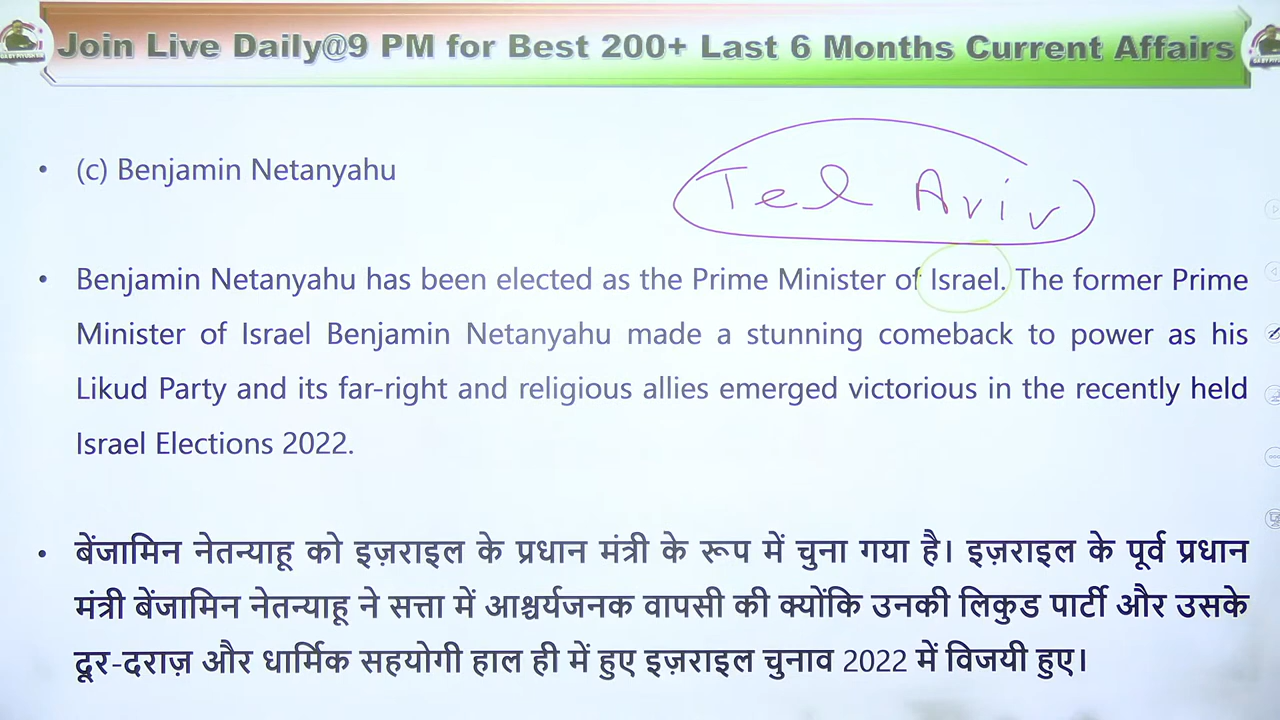 Join Live Daily@9 PM for Best 200+ Last 6 Months Current Affairs
• (c) Benjamin Netanyahu
Tel Aviv
• Benjamin Netanyahu has been elected as the Prime Minister of Israel. The former Prime
Minister of Israel Benjamin Netanyahu made a stunning comeback to power as his
Likud Party and its far-right and religious allies emerged victorious in the recently held
Israel Elections 2022.
• बेंजामिन नेतन्याहू को इज़राइल के प्रधान मंत्री के रूप में चुना गया है। इज़राइल के पूर्व प्रधान
मंत्री बेंजामिन नेतन्याहू ने सत्ता में आश्चर्यजनक वापसी की क्योंकि उनकी लिकुड पार्टी और उसके
दूर-दराज़ और धार्मिक सहयोगी हाल ही में हुए इज़राइल चुनाव 2022 में विजयी हुए।